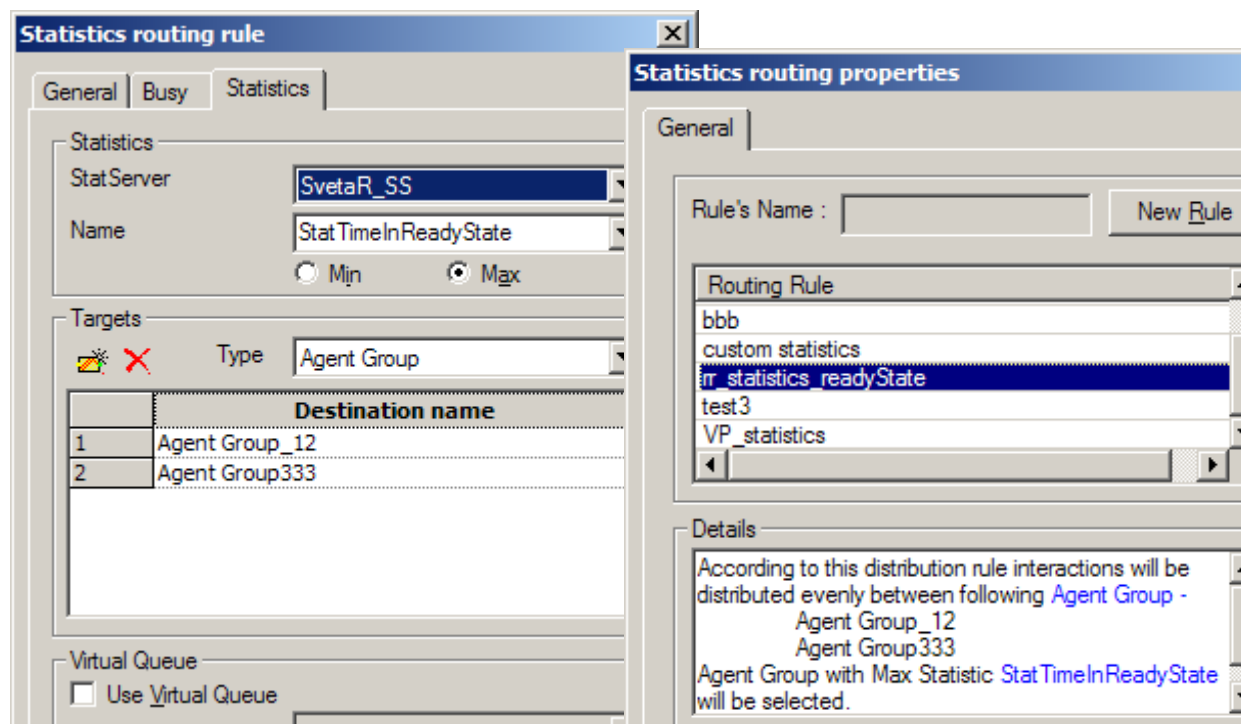 Statistics routing rule
General
Busy
Statistics
Statistics
StatServer
SvetaR_SS
Name
StatTimeInReadyState
Min
Max
Targets
Type
Agent Group
Destination name
1 Agent Group_12
2 Agent Group333
Virtual Queue
Use Virtual Queue
Statistics routing properties
General
Rule's Name :
New Rule
Routing Rule
bbb
custom statistics
rr_statistics_readyState
test3
VP_statistics
Details
According to this distribution rule interactions will be
distributed evenly between following Agent Group -
Agent Group_12
Agent Group333
Agent Group with Max Statistic StatTimeInReadyState
will be selected.